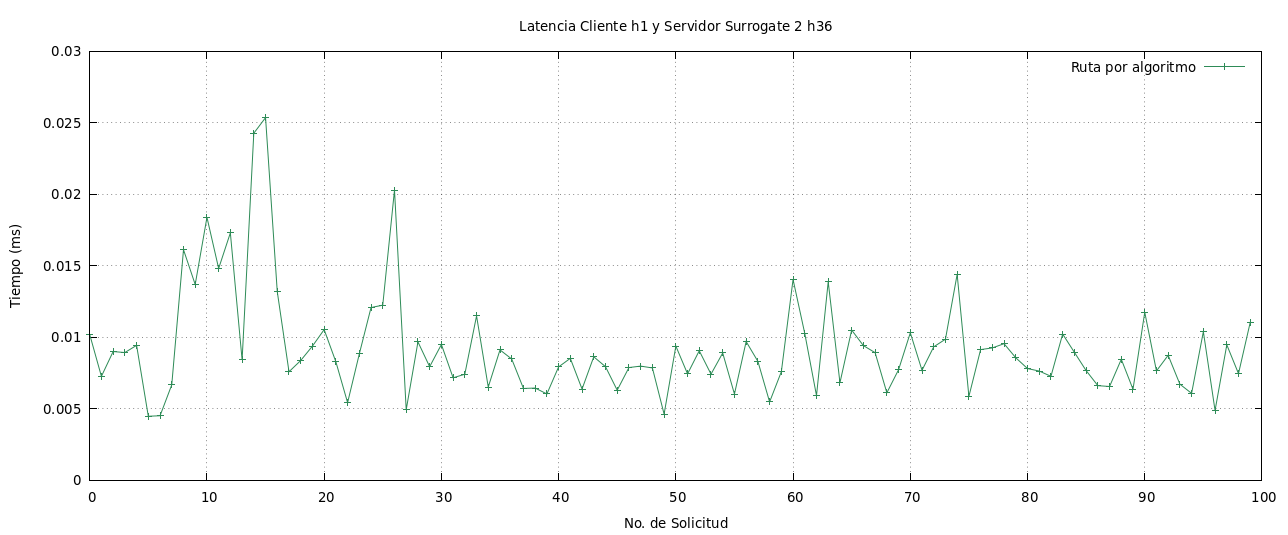 Latencia Cliente h1 y Servidor Surrogate 2 h36
Ruta por algoritmo
0.03
0.025
0.02
0.015
0.01
0.005
0
Tiempo (ms)
0 10 20 30 40 50 60 70 80 90 100
No. de Solicitud